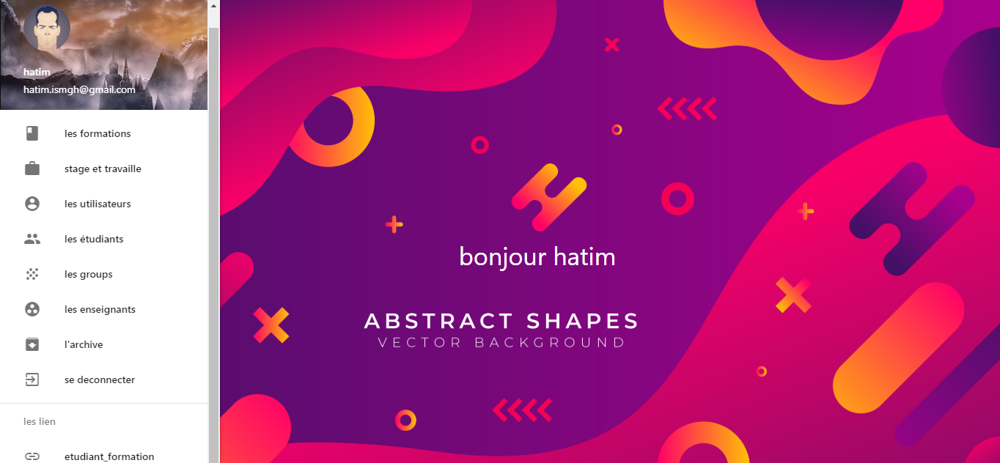 hatim
hatim.ismgh@gmail.com
les formations
stage et travaille
les utilisateurs
les étudiants
les groups
les enseignants
l'archive
se deconnecter
les lien
etudiant_formation
bonjour hatim
ABSTRACT SHAPES
VECTOR BACKGROUND